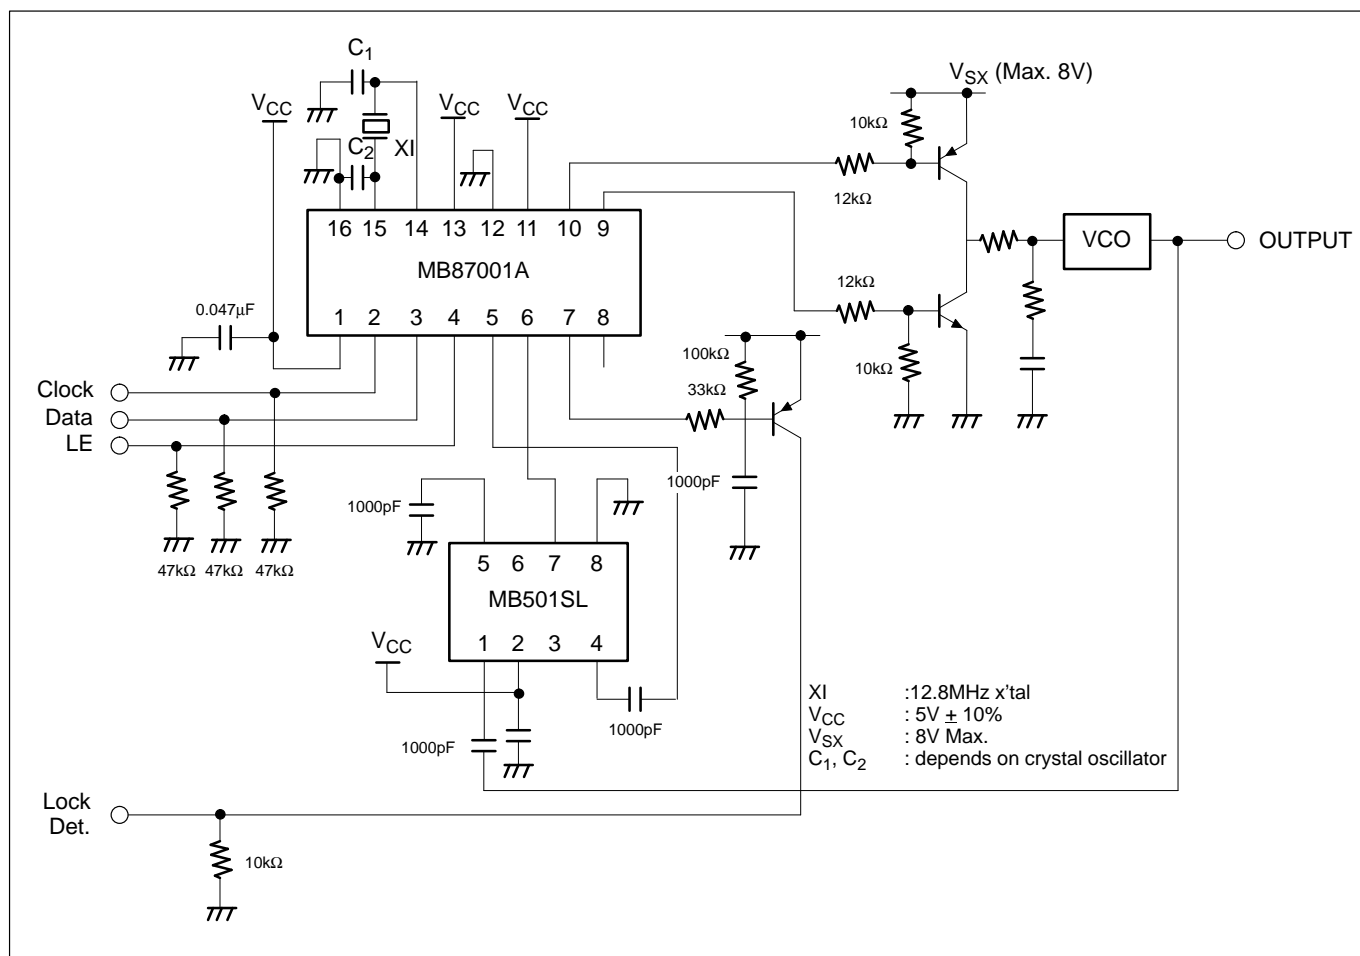 C1
VSX (Max. 8V)
VCC
VCC
VCC
10kΩ
C2
XI
12kΩ
16 15 14 13 12 11 10 9
MB87001A
VCO
OUTPUT
0.047µF
12kΩ
1 2 3 4 5 6 7 8
100kΩ
10kΩ
Clock
33kΩ
Data
LE
1000pF
1000pF
5 6 7 8
47kΩ 47kΩ 47kΩ
MB501SL
VCC
1 2 3 4
XI :12.8MHz x'tal
VCC : 5V ± 10%
1000pF
1000pF
VSX : 8V Max.
C1, C2 : depends on crystal oscillator
Lock
Det.
10kΩ